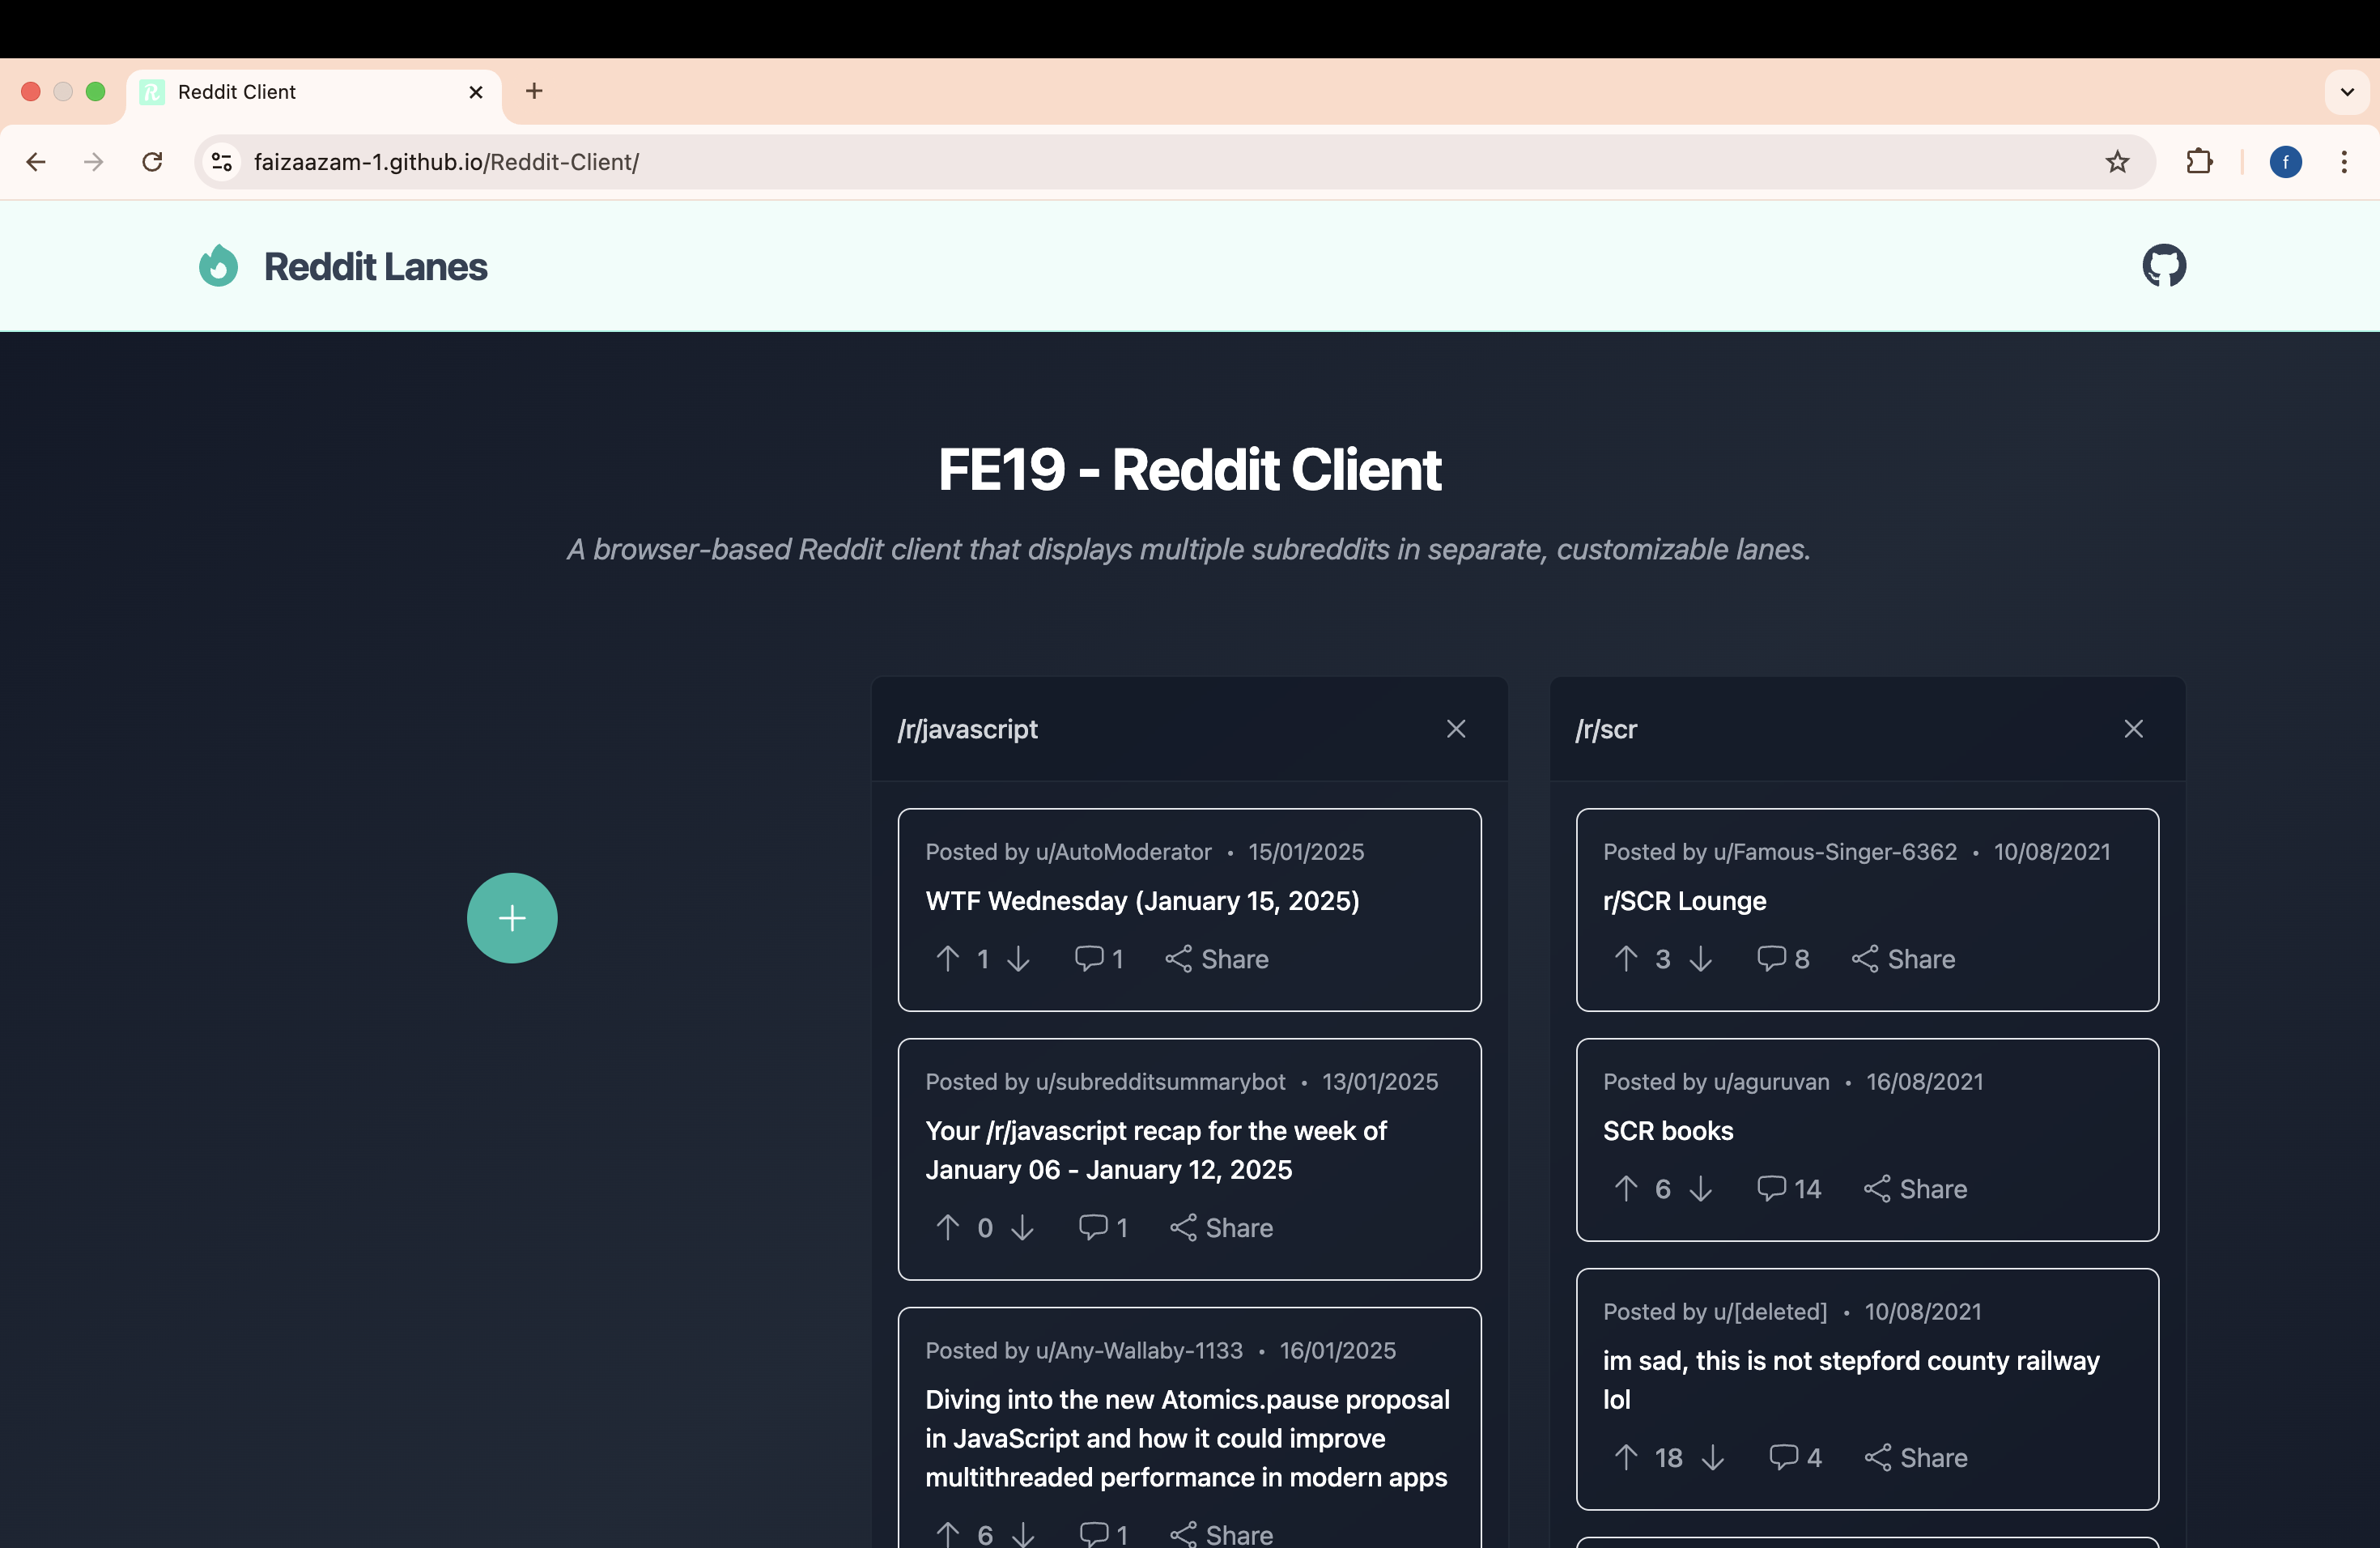 Reddit Client
faizaazam-1.github.io/Reddit-Client/
f
Reddit Lanes
FE19 - Reddit Client
A browser-based Reddit client that displays multiple subreddits in separate, customizable lanes.
/r/javascript
Posted by u/AutoModerator • 15/01/2025
WTF Wednesday (January 15, 2025)
1 1 Share
Posted by u/subredditsummarybot • 13/01/2025
Your /r/javascript recap for the week of
January 06 - January 12, 2025
0 1 Share
Posted by u/Any-Wallaby-1133 • 16/01/2025
Diving into the new Atomics.pause proposal
in JavaScript and how it could improve
multithreaded performance in modern apps
6 1 Share
/r/scr
Posted by u/Famous-Singer-6362 • 10/08/2021
r/SCR Lounge
3 8 Share
Posted by u/aguruvan • 16/08/2021
SCR books
6 14 Share
Posted by u/[deleted] • 10/08/2021
im sad, this is not stepford county railway
lol
18 4 Share